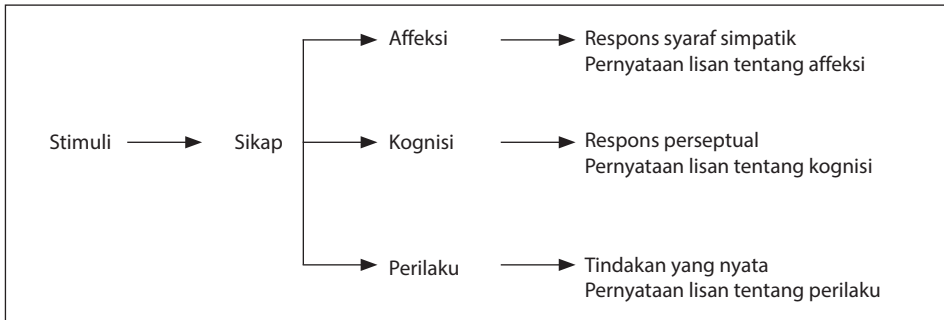 Affeksi
Respons syaraf simpatik
Pernyataan lisan tentang affeksi
Stimuli
Sikap
Kognisi
Respons perseptual
Pernyataan lisan tentang kognisi
Perilaku
Tindakan yang nyata
Pernyataan lisan tentang perilaku